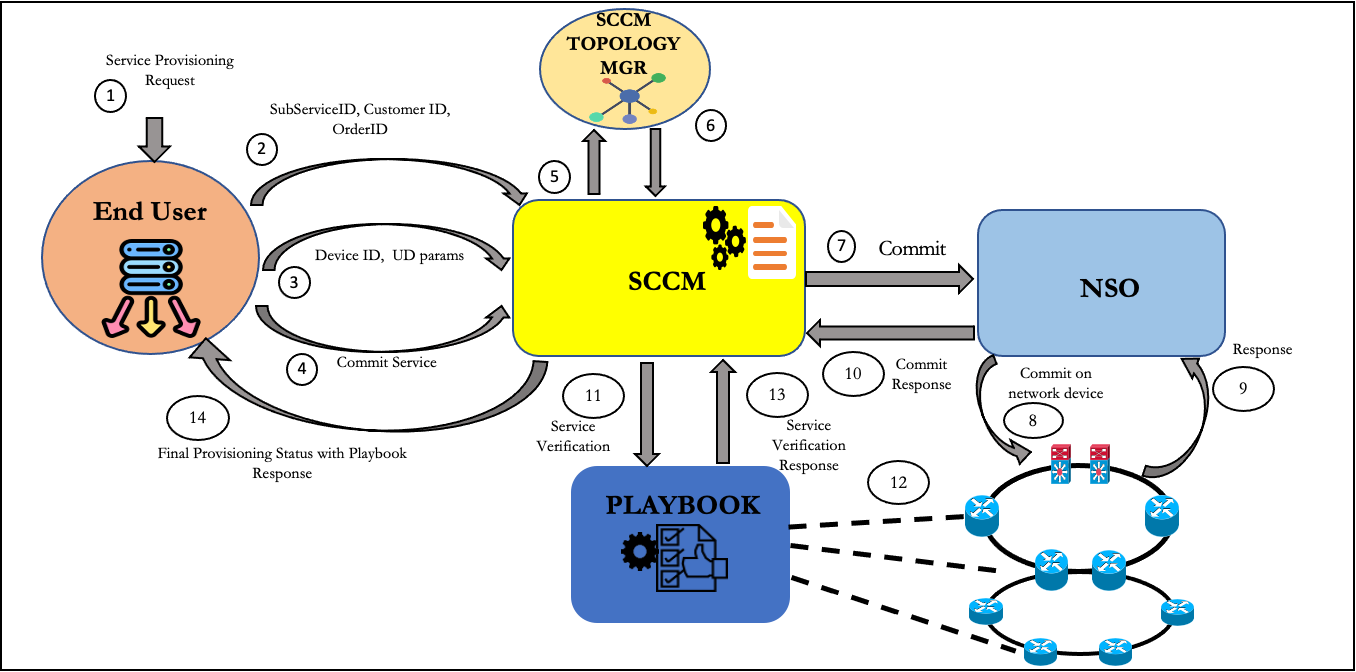 SCCM
TOPOLOGY
MGR
Service Provisioning
Request
1
SubServiceID, Customer ID,
OrderID
2
6
5
End User
Device ID, UD params
3
SCCM
7
Commit
NSO
Commit Service
4
10
Commit
Response
Commit on
network device
8
Response
9
14
Final Provisioning Status with Playbook
Response
11
Service
Verification
13
Service
Verification
Response
12
PLAYBOOK